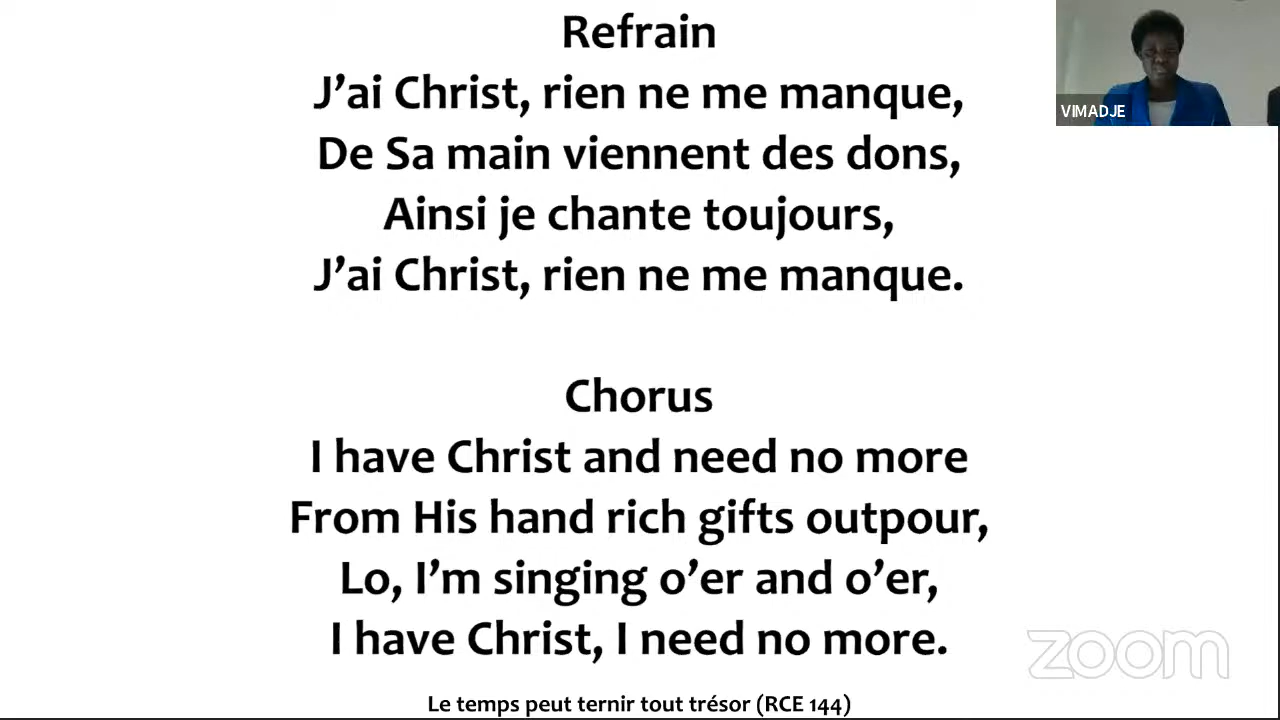 Refrain
J’ai Christ, rien ne me manque,
De Sa main viennent des dons,
Ainsi je chante toujours,
J’ai Christ, rien ne me manque.
Chorus
I have Christ and need no more
From His hand rich gifts outpour,
Lo, I’m singing o’er and o’er,
I have Christ, I need no more.
Le temps peut ternir tout trésor (RCE 144)
VIMADJE
zoom